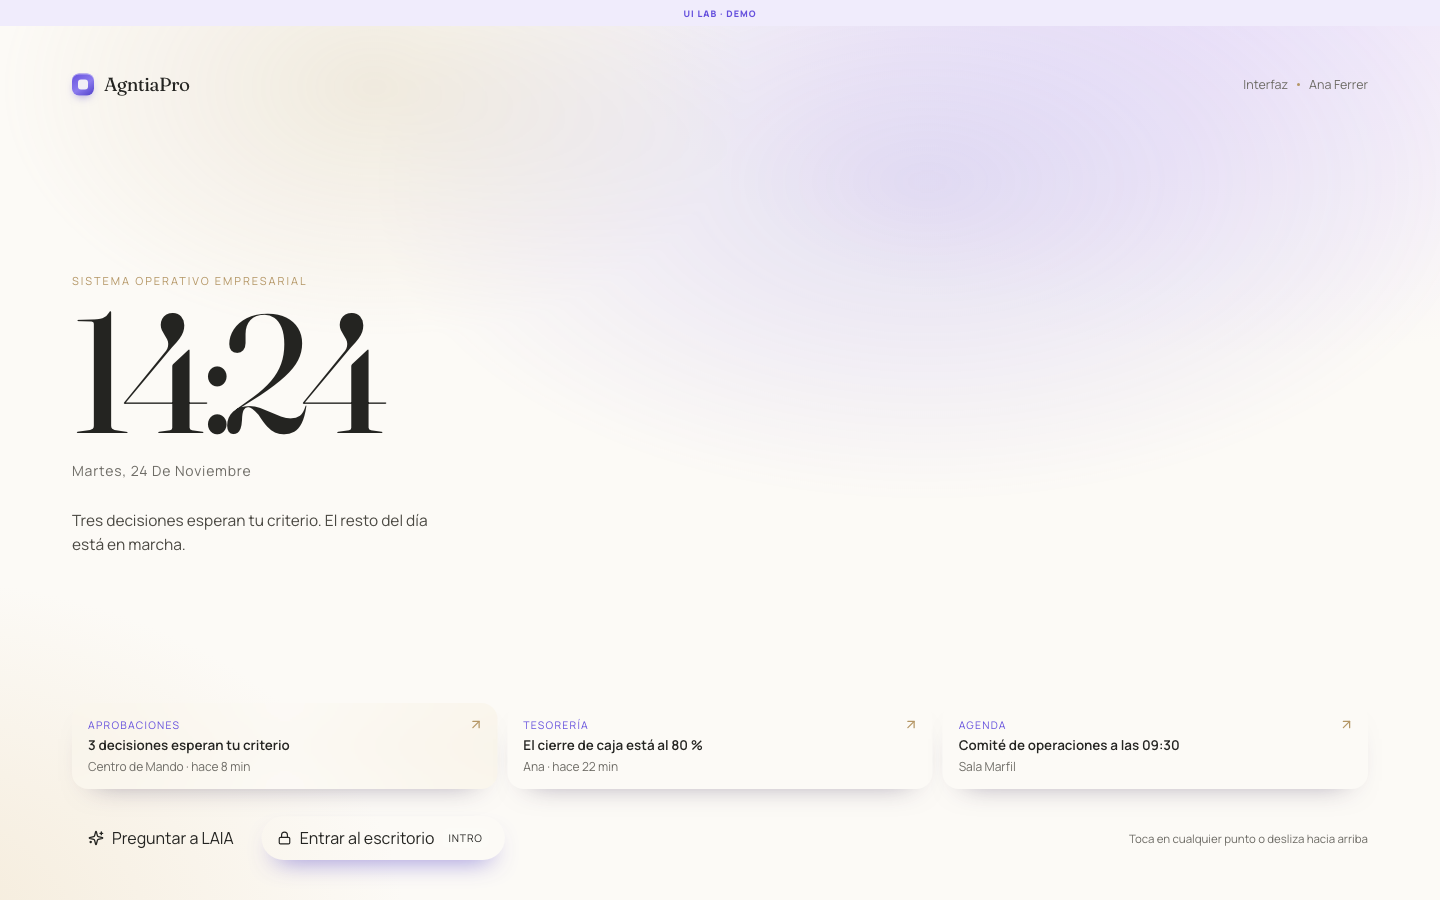 UI LAB · DEMO
AgntiaPro
Interfaz • Ana Ferrer
SISTEMA OPERATIVO EMPRESARIAL
14:24
Martes, 24 De Noviembre
Tres decisiones esperan tu criterio. El resto del día
está en marcha.
APROBACIONES
3 decisiones esperan tu criterio
Centro de Mando · hace 8 min
TESORERÍA
El cierre de caja está al 80 %
Ana · hace 22 min
AGENDA
Comité de operaciones a las 09:30
Sala Marfil
Preguntar a LAIA
Entrar al escritorio INTRO
Toca en cualquier punto o desliza hacia arriba